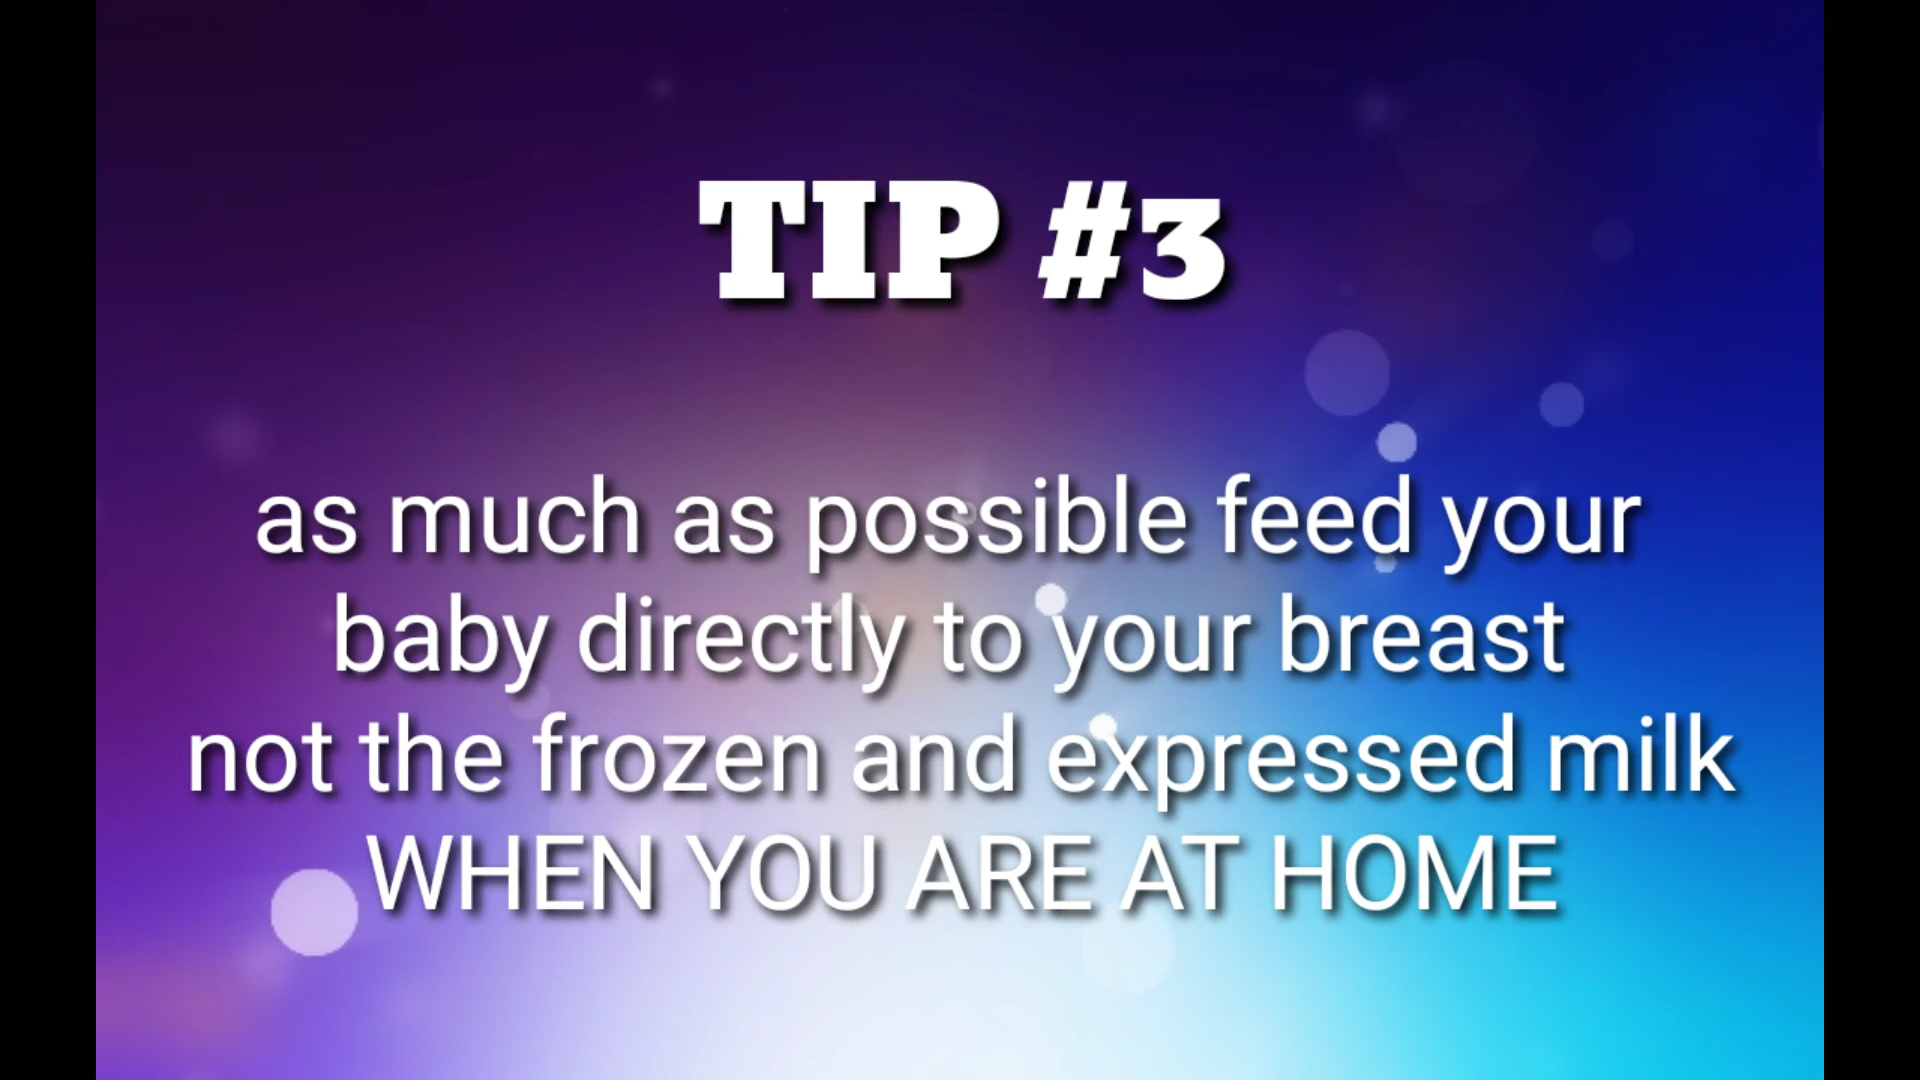 TIP #3
as much as possible feed your
baby directly to your breast
not the frozen and expressed milk
WHEN YOU ARE AT HOME